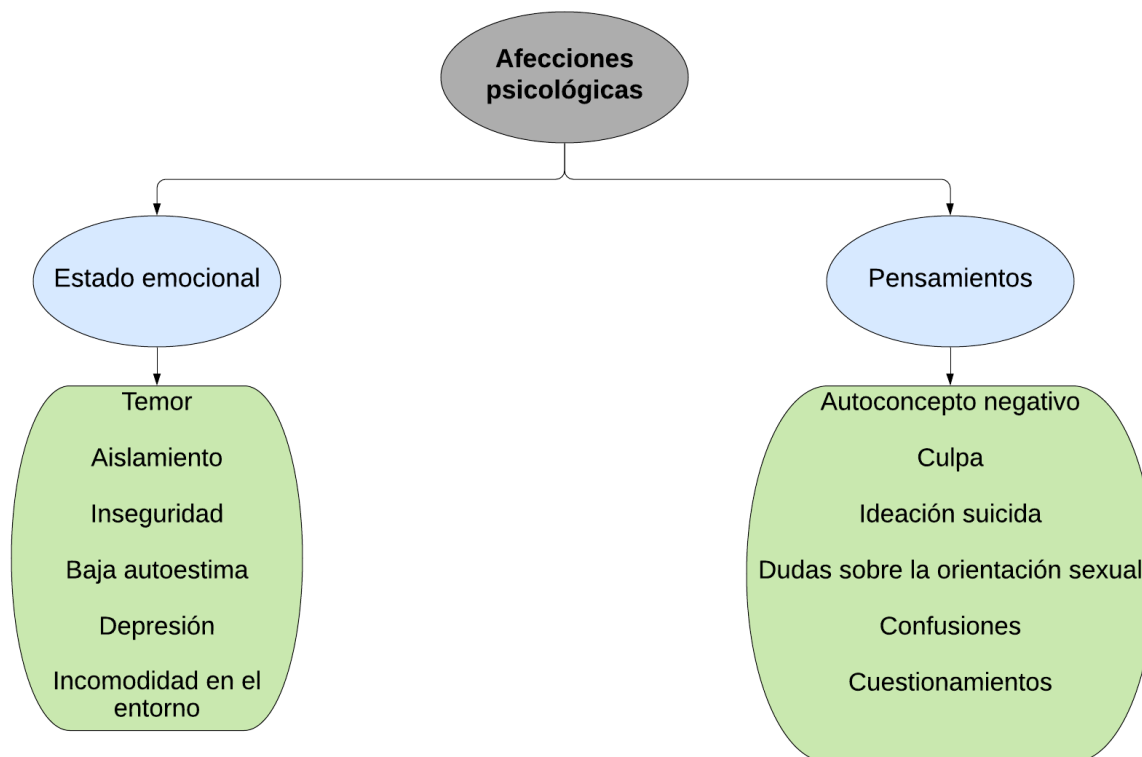 Afecciones
psicológicas
Estado emocional
Pensamientos
Temor
Aislamiento
Inseguridad
Baja autoestima
Depresión
Incomodidad en el
entorno
Autoconcepto negativo
Culpa
Ideación suicida
Dudas sobre la orientación sexual
Confusiones
Cuestionamientos